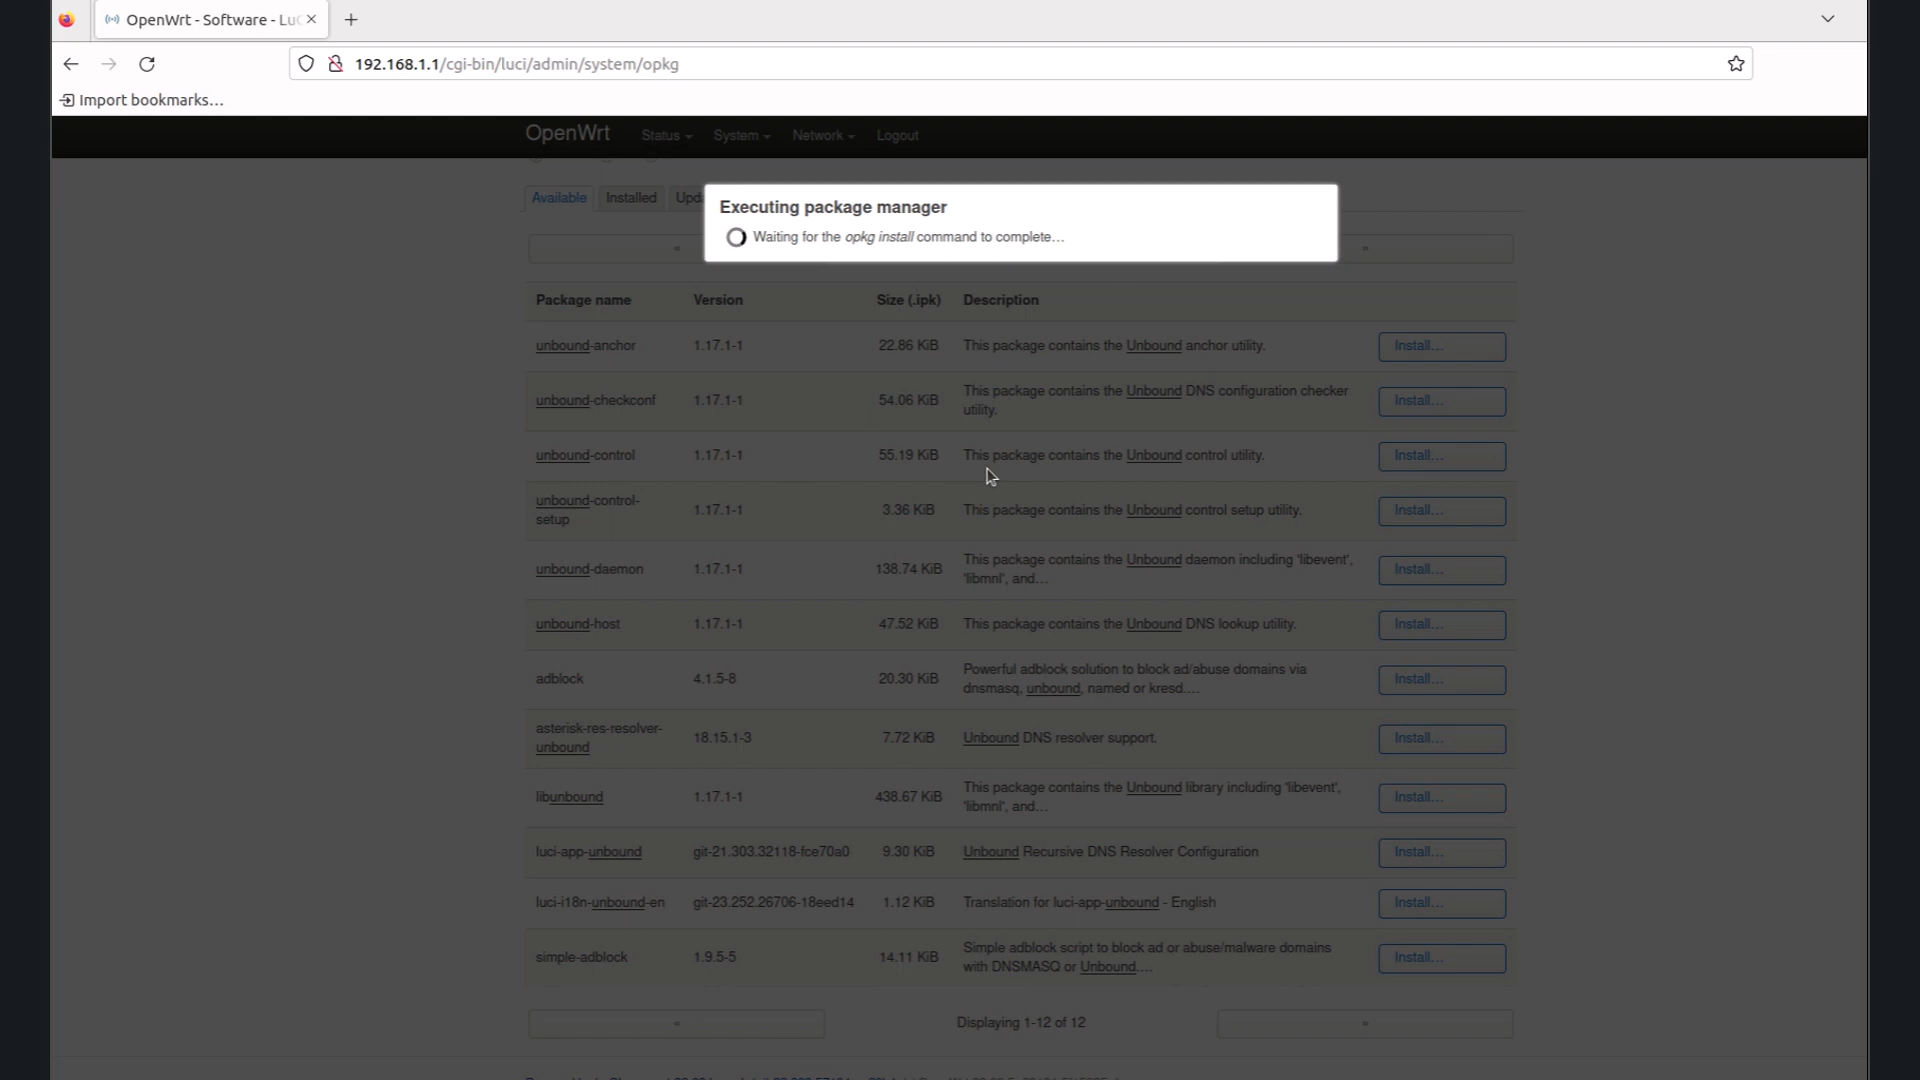 OpenWrt - Software - LuC
192.168.1.1/cgi-bin/luci/admin/system/opkg
Import bookmarks…
OpenWrt Status System Network Logout
Available Installed Upd
Executing package manager
Waiting for the opkg install command to complete…
« »
Package name Version Size (.ipk) Description
unbound-anchor 1.17.1-1 22.86 KiB This package contains the Unbound anchor utility. Install…
unbound-checkconf 1.17.1-1 54.06 KiB This package contains the Unbound DNS configuration checker
utility. Install…
unbound-control 1.17.1-1 55.19 KiB This package contains the Unbound control utility. Install…
unbound-control-
setup 1.17.1-1 3.36 KiB This package contains the Unbound control setup utility. Install…
unbound-daemon 1.17.1-1 138.74 KiB This package contains the Unbound daemon including 'libevent',
'libmnl', and… Install…
unbound-host 1.17.1-1 47.52 KiB This package contains the Unbound DNS lookup utility. Install…
adblock 4.1.5-8 20.30 KiB Powerful adblock solution to block ad/abuse domains via
dnsmasq, unbound, named or kresd.… Install…
asterisk-res-resolver-
unbound 18.15.1-3 7.72 KiB Unbound DNS resolver support. Install…
libunbound 1.17.1-1 438.67 KiB This package contains the Unbound library including 'libevent',
'libmnl', and… Install…
luci-app-unbound git-21.303.32118-fce70a0 9.30 KiB Unbound Recursive DNS Resolver Configuration Install…
luci-i18n-unbound-en git-23.252.26706-18eed14 1.12 KiB Translation for luci-app-unbound - English Install…
simple-adblock 1.9.5-5 14.11 KiB Simple adblock script to block ad or abuse/malware domains
with DNSMASQ or Unbound.… Install…
« Displaying 1-12 of 12 »